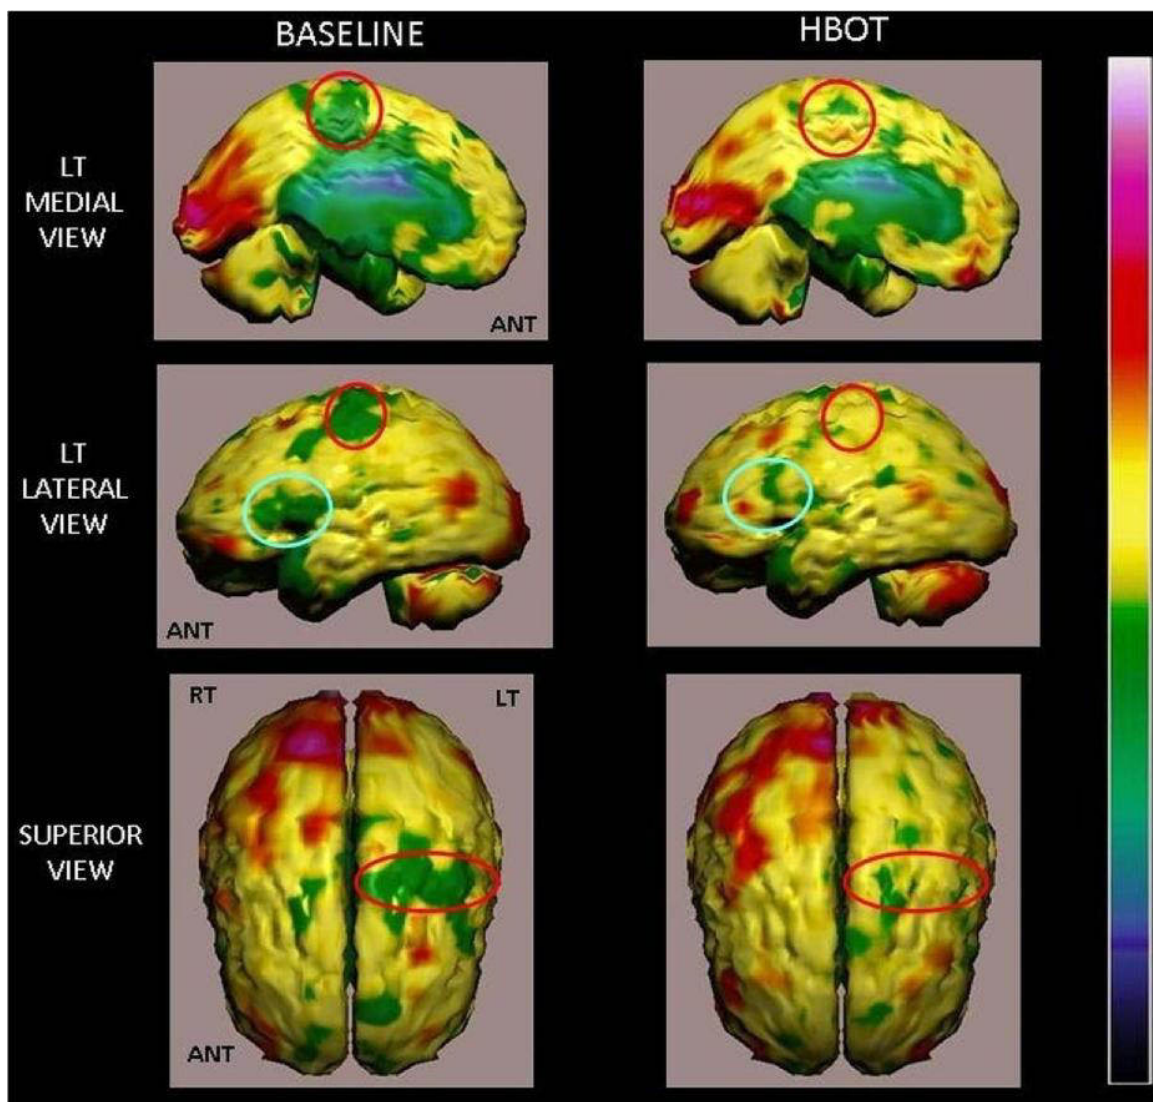 BASELINE
HBOT
LT
MEDIAL
VIEW
ANT
LT
LATERAL
VIEW
ANT
RT
LT
SUPERIOR
VIEW
ANT